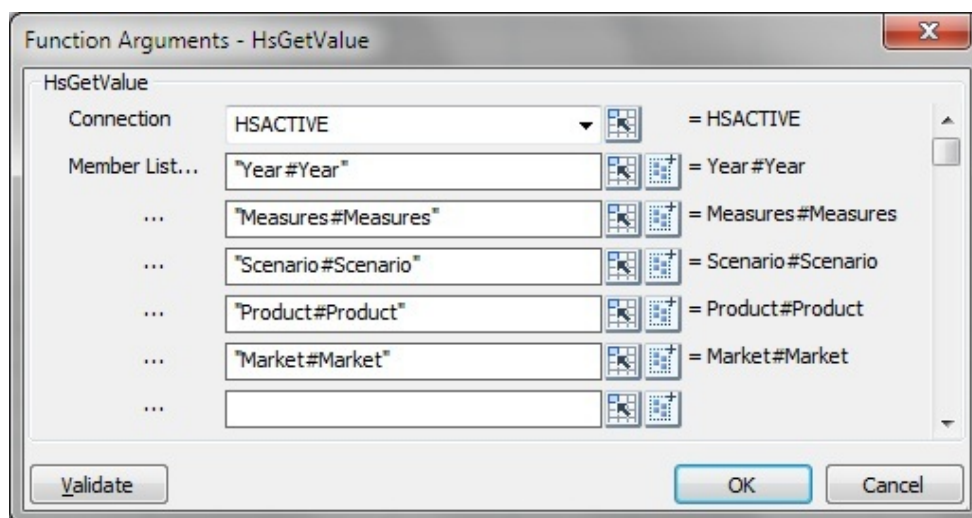 Function Arguments - HsGetValue
HsGetValue
Connection HSACTIVE = HSACTIVE
Member List... "Year#Year" = Year#Year
... "Measures#Measures" = Measures#Measures
... "Scenario#Scenario" = Scenario#Scenario
... "Product#Product" = Product#Product
... "Market#Market" = Market#Market
...
Validate OK Cancel